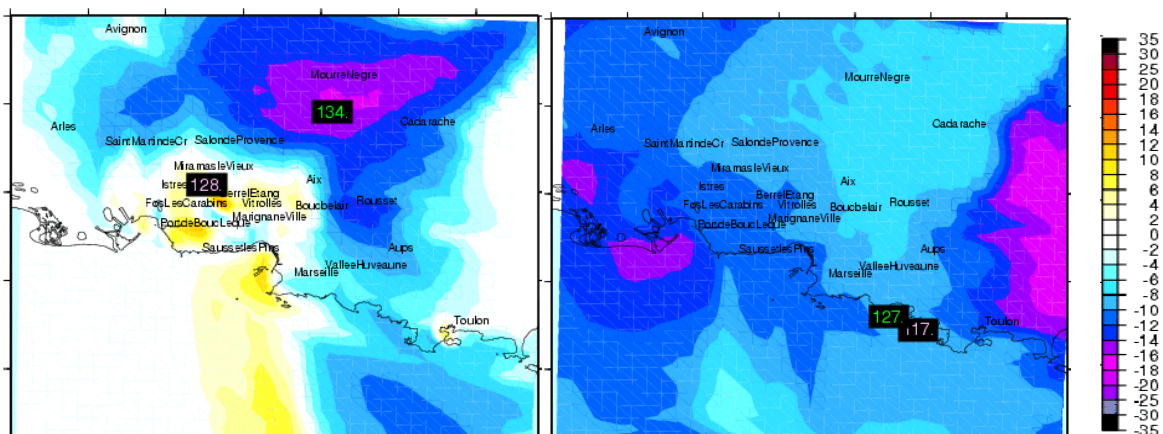 Avignon
MourreNegre
134.
Cadarache
Arles
SaintMartindeCr
SalondeProvence
MiramasleVieux
Istres
128.
BerrelEtang
Aix
FosLesCarabins
Vitrolles
Boucbelair
Rousset
MarignaneVille
SaussetlesPins
Aups
Marseille
ValleeHuveaune
Toulon
Avignon
MourreNegre
Cadarache
Arles
SaintMartindeCr
SalondeProvence
MiramasleVieux
Istres
BerrelEtang
Aix
FosLesCarabins
Vitrolles
Boucbelair
Rousset
MarignaneVille
PortdeBoucLeque
SaussetlesPins
Aups
Marseille
ValleeHuveaune
127.
117.
Toulon
35
30
25
20
18
16
14
12
10
8
6
4
2
0
-2
-4
-6
-8
-10
-12
-14
-16
-18
-20
-25
-30
-35